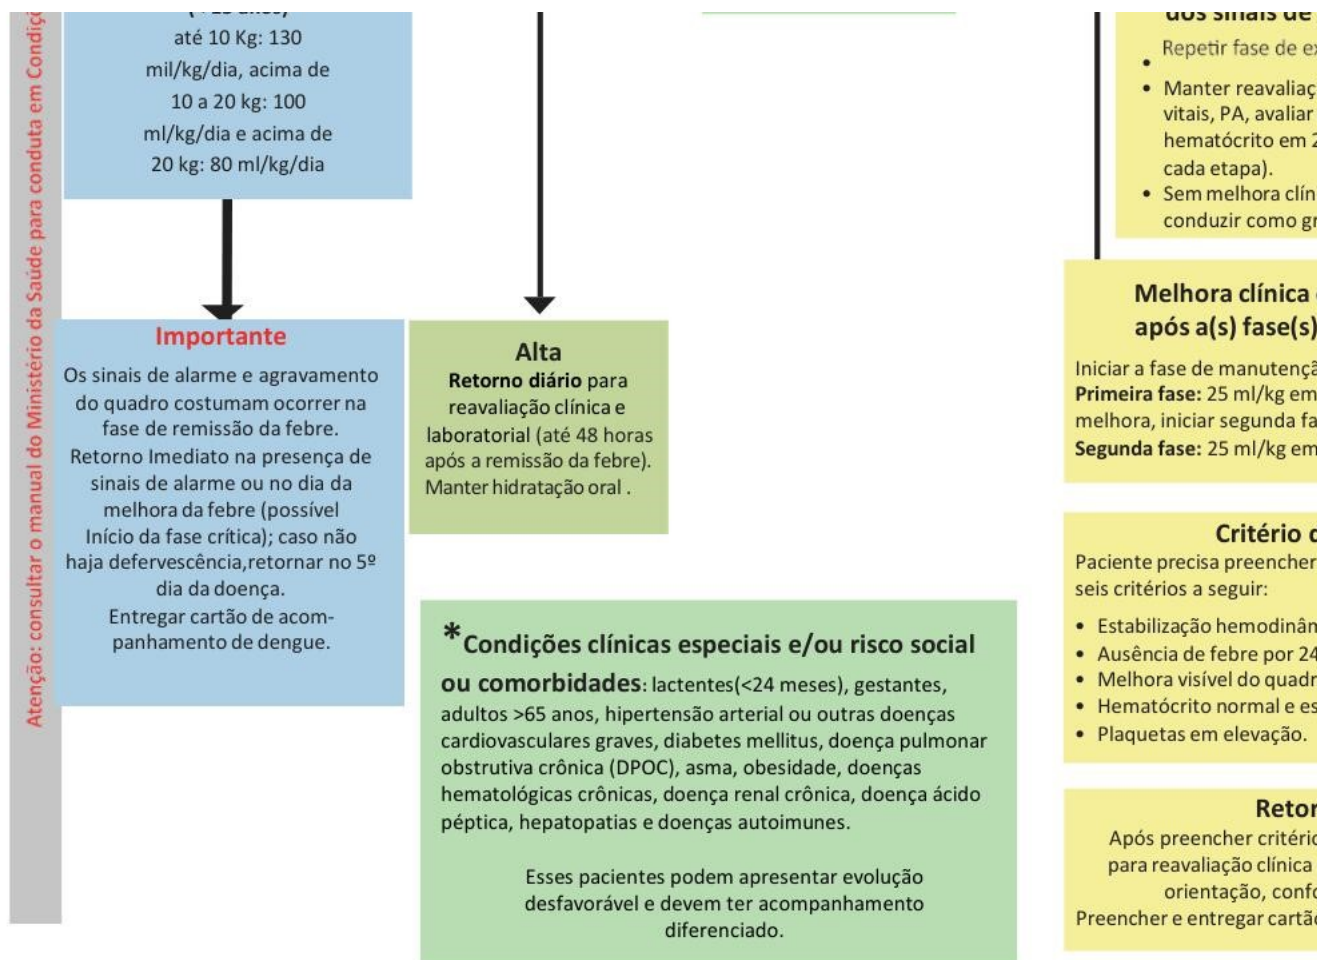 Atenção: consultar o manual do Ministério da Saúde para conduta em
até 10 Kg: 130
mil/kg/dia, acima de
10 a 20 kg: 100
ml/kg/dia e acima de
20 kg: 80 ml/kg/dia
Importante
Os sinais de alarme e agravamento
do quadro costumam ocorrer na
fase de remissão da febre.
Retorno Imediato na presença de
sinais de alarme ou no dia da
melhora da febre (possível
Início da fase crítica); caso não
haja defervescência,retornar no 5º
dia da doença.
Entregar cartão de acom-
panhamento de dengue.
Alta
Retorno diário para
reavaliação clínica e
laboratorial (até 48 horas
após a remissão da febre).
Manter hidratação oral .
*Condições clínicas especiais e/ou risco social
ou comorbidades: lactentes(<24 meses), gestantes,
adultos >65 anos, hipertensão arterial ou outras doenças
cardiovasculares graves, diabetes mellitus, doença pulmonar
obstrutiva crônica (DPOC), asma, obesidade, doenças
hematológicas crônicas, doença renal crônica, doença ácido
péptica, hepatopatias e doenças autoimunes.
Esses pacientes podem apresentar evolução
desfavorável e devem ter acompanhamento
diferenciado.
dos sinais de
Repetir fase de
• Manter
vitais, PA, avaliar
hematócrito em
cada etapa).
• Sem melhora
conduzir como
Melhora clínica
após a(s) fase(s)
Iniciar a fase de
Primeira fase: 25 ml/kg em
melhora, iniciar segunda
Segunda fase: 25 ml/kg em
Critério
Paciente precisa preencher
seis critérios a seguir:
• Estabilização
• Ausência de febre por 24
• Melhora visível do
• Hematócrito normal e
• Plaquetas em elevação.
Após preencher
para reavaliação clínica
orientação,
Preencher e entregar